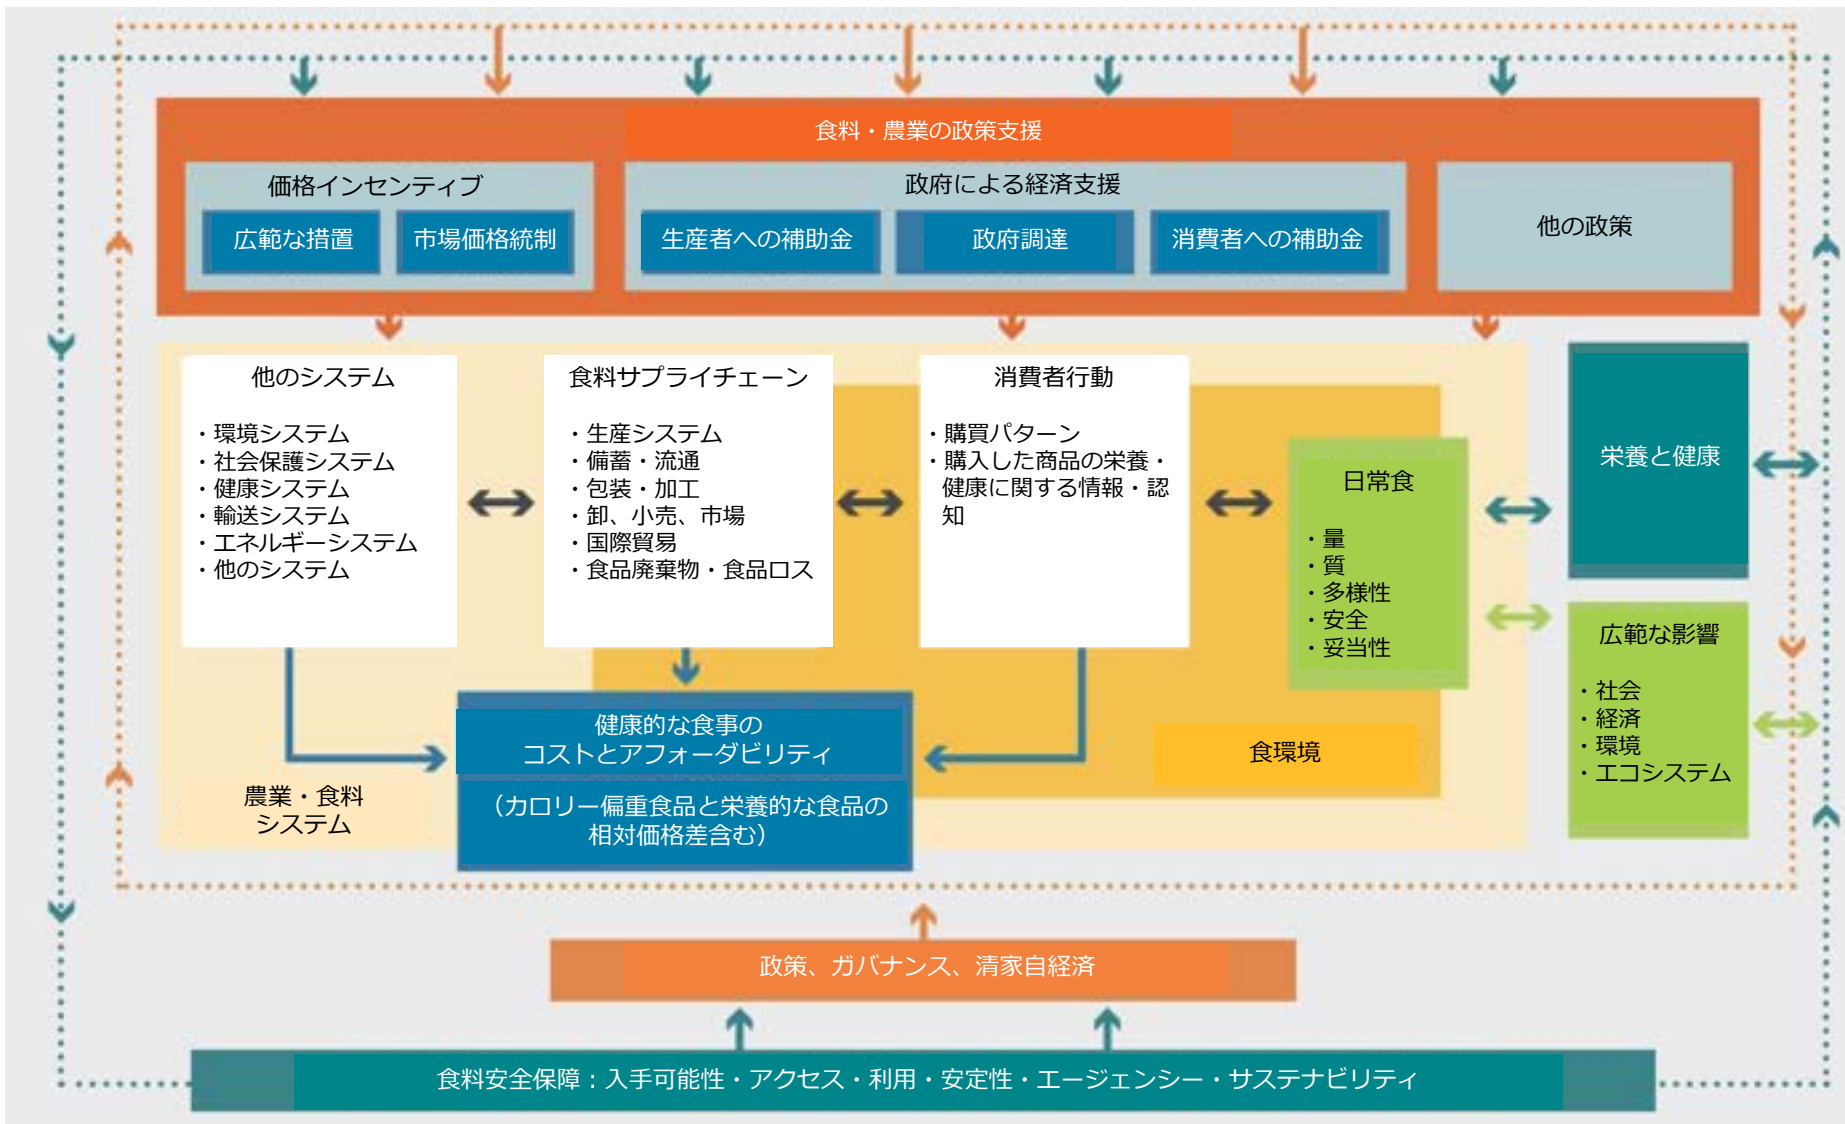 食料・農業の政策支援
価格インセンティブ
広範な措置
市場価格統制
政府による経済支援
生産者への補助金
政府調達
消費者への補助金
他の政策
他のシステム
・環境システム
・社会保護システム
・健康システム
・輸送システム
・エネルギーシステム
・他のシステム
食料サプライチェーン
・生産システム
・備蓄・流通
・包装・加工
・卸、小売、市場
・国際貿易
・食品廃棄物・食品ロス
消費者行動
・購買パターン
・購入した商品の栄養・
健康に関する情報・認
知
日常食
・量
・質
・多様性
・安全
・妥当性
栄養と健康
広範な影響
・社会
・経済
・環境
・エコシステム
健康的な食事の
コストとアフォーダビリティ
（カロリー偏重食品と栄養的な食品の
相対価格差含む）
食環境
農業・食料
システム
政策、ガバナンス、清家自経済
食料安全保障：入手可能性・アクセス・利用・安定性・エージェンシー・サステナビリティ